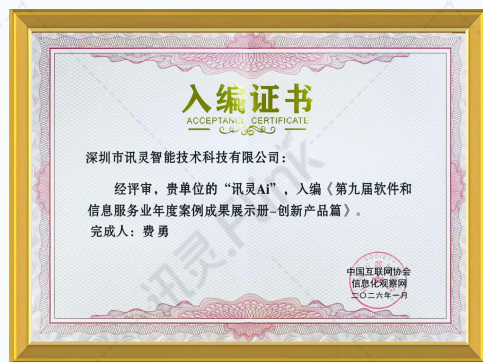 入编证书
ACCEPTANCE CERTIFICATE
深圳市讯灵智能技术科技有限公司：
经评审，贵单位的“讯灵Ai”，入编《第九届软件和
信息服务业年度案例成果展示册-创新产品篇》。
完成人：费勇
中国互联网协会
信息化观察网
二〇二六年一月
讯灵.Flink